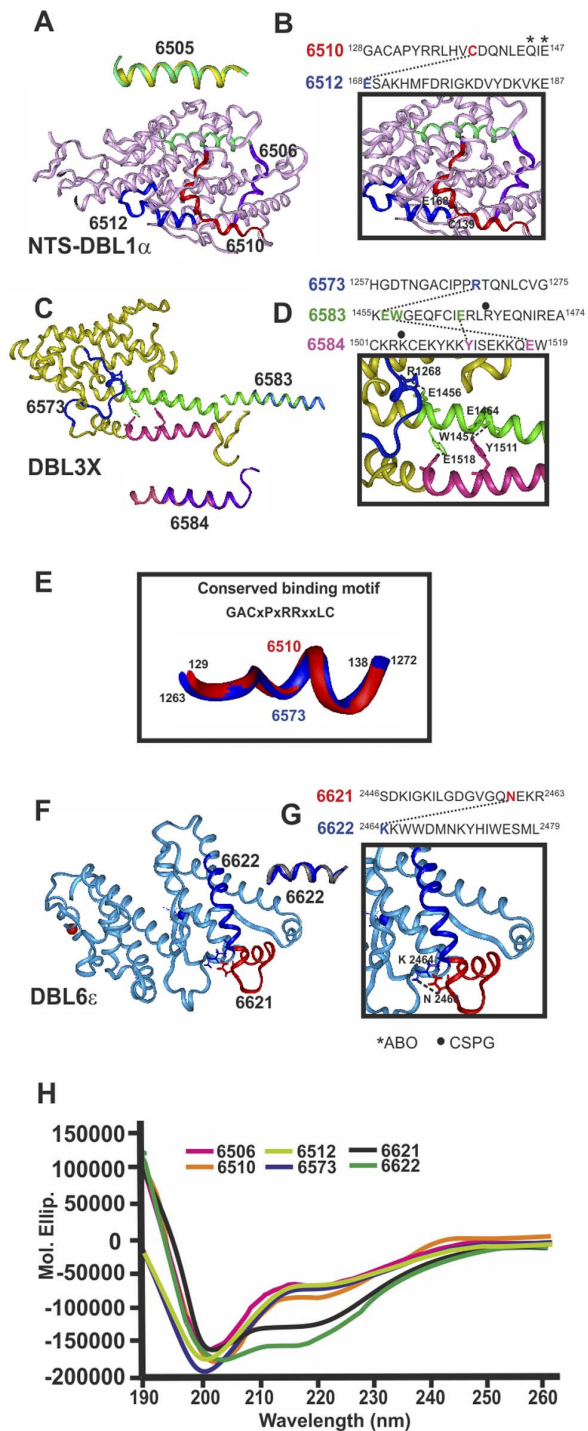 A
6505
6506
6512
6510
NTS-DBL1α
B
* *
6510 128GACAPYRRLHVCDQNLEQIE147
6512 168ESAKHMFDRIGKDVYDKVKE187
E168
C139
C
6573
6583
DBL3X
6584
D
6573 1257HGDTNGACIPPRTQNLCVG1275
6583 1455KEWGEQFCIERLRYEQNIREA1474
6584 1501CKRKCEKYKKYISEKKQEW1519
R1268
E1456
E1464
W1457
Y1511
E1518
E
Conserved binding motif
GACxPxRRxxLC
6510
129
138
1272
1263
6573
F
6622
6622
6621
DBL6ε
G
6621 2446SDKIGKILGDGVGQNEKR2463
6622 2464KKWWDMNKYHIWESML2479
K 2464
N 2460
*ABO ● CSPG
H
Mol. Ellip.
150000
100000
50000
0
-50000
-100000
-150000
-200000
6506 6512 6621
6510 6573 6622
190 200 210 220 230 240 250 260
Wavelength (nm)